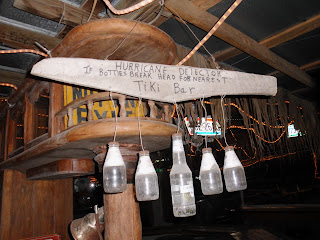 HURRICANE DETECTOR
IF BOTTLES BREAK HEAD FOR NEAREST
TIKI BAR